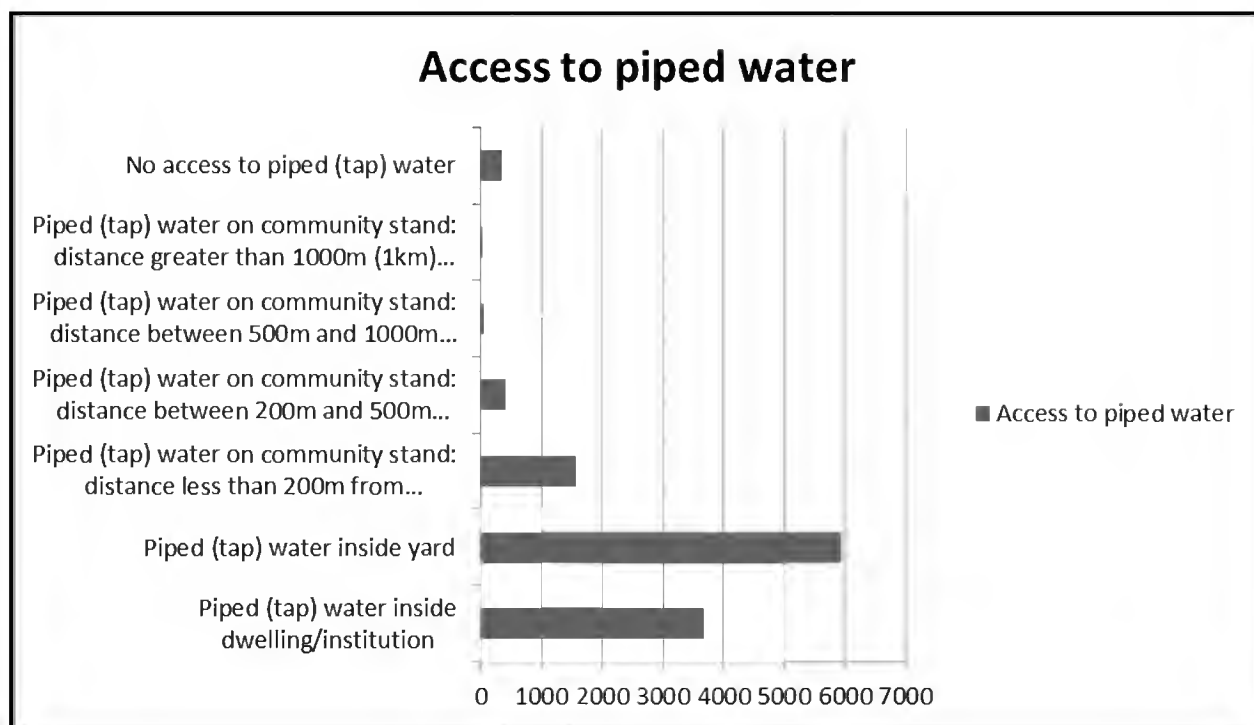 Access to piped water
No access to piped (tap) water
Piped (tap) water on community stand:
distance greater than 1000m (1km)...
Piped (tap) water on community stand:
distance between 500m and 1000m...
Piped (tap) water on community stand:
distance between 200m and 500m...
Piped (tap) water on community stand:
distance less than 200m from...
Piped (tap) water inside yard
Piped (tap) water inside
dwelling/institution
0 1000 2000 3000 4000 5000 6000 7000
Access to piped water